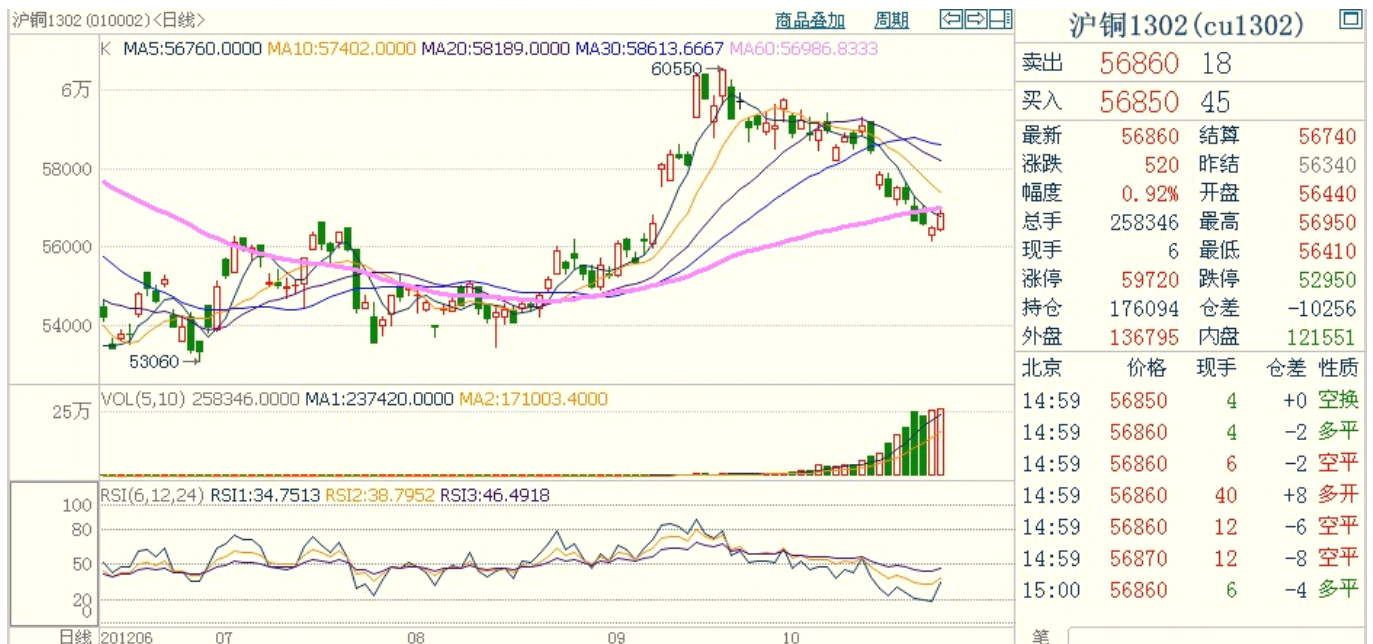 沪铜1302 (010002)<日线>
商品叠加 周期
K MA5:56760.0000 MA10:57402.0000 MA20:58189.0000 MA30:58613.6667 MA60:56986.8333
60550
6万
58000
56000
54000
53060
VOL(5,10) 258346.0000 MA1:237420.0000 MA2:171003.4000
25万
RSI(6,12,24) RSI1:34.7513 RSI2:38.7952 RSI3:46.4918
100
80
50
20
0
日线 201206 07 08 09 10
沪铜1302(cu1302)
卖出 56860 18
买入 56850 45
最新 56860 结算 56740
涨跌 520 昨结 56340
幅度 0.92% 开盘 56440
总手 258346 最高 56950
现手 6 最低 56410
涨停 59720 跌停 52950
持仓 176094 仓差 -10256
外盘 136795 内盘 121551
北京 价格 现手 仓差 性质
14:59 56850 4 +0 空换
14:59 56860 4 -2 多平
14:59 56860 6 -2 空平
14:59 56860 40 +8 多开
14:59 56860 12 -6 空平
14:59 56870 12 -8 空平
15:00 56860 6 -4 多平
笔